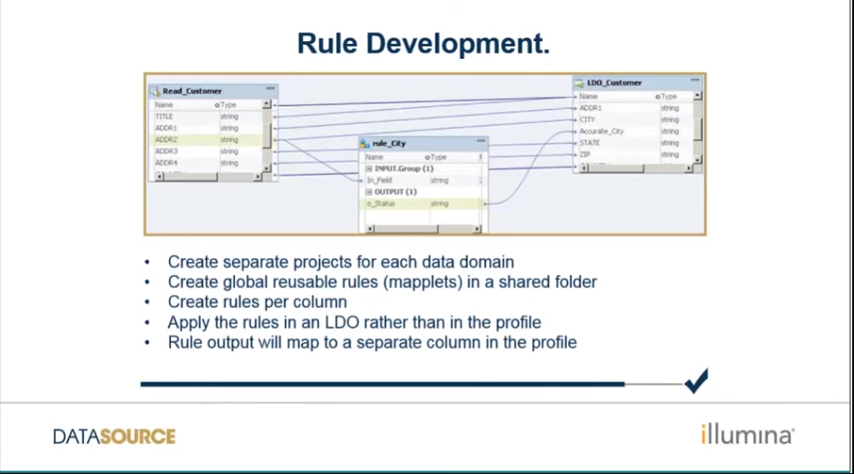 Rule Development.
Read_Customer
Name Type
TITLE string
ADDR1 string
ADDR2 string
ADDR3 string
ADDR4 string
rule_City
Name Type
INPUT.Group (1)
In_Field string
OUTPUT (1)
o_Status string
LDO_Customer
Name Type
ADDR1 string
CITY string
Accurate_City string
STATE string
ZIP string
• Create separate projects for each data domain
• Create global reusable rules (mapplets) in a shared folder
• Create rules per column
• Apply the rules in an LDO rather than in the profile
• Rule output will map to a separate column in the profile
DATASOURCE
illumina®